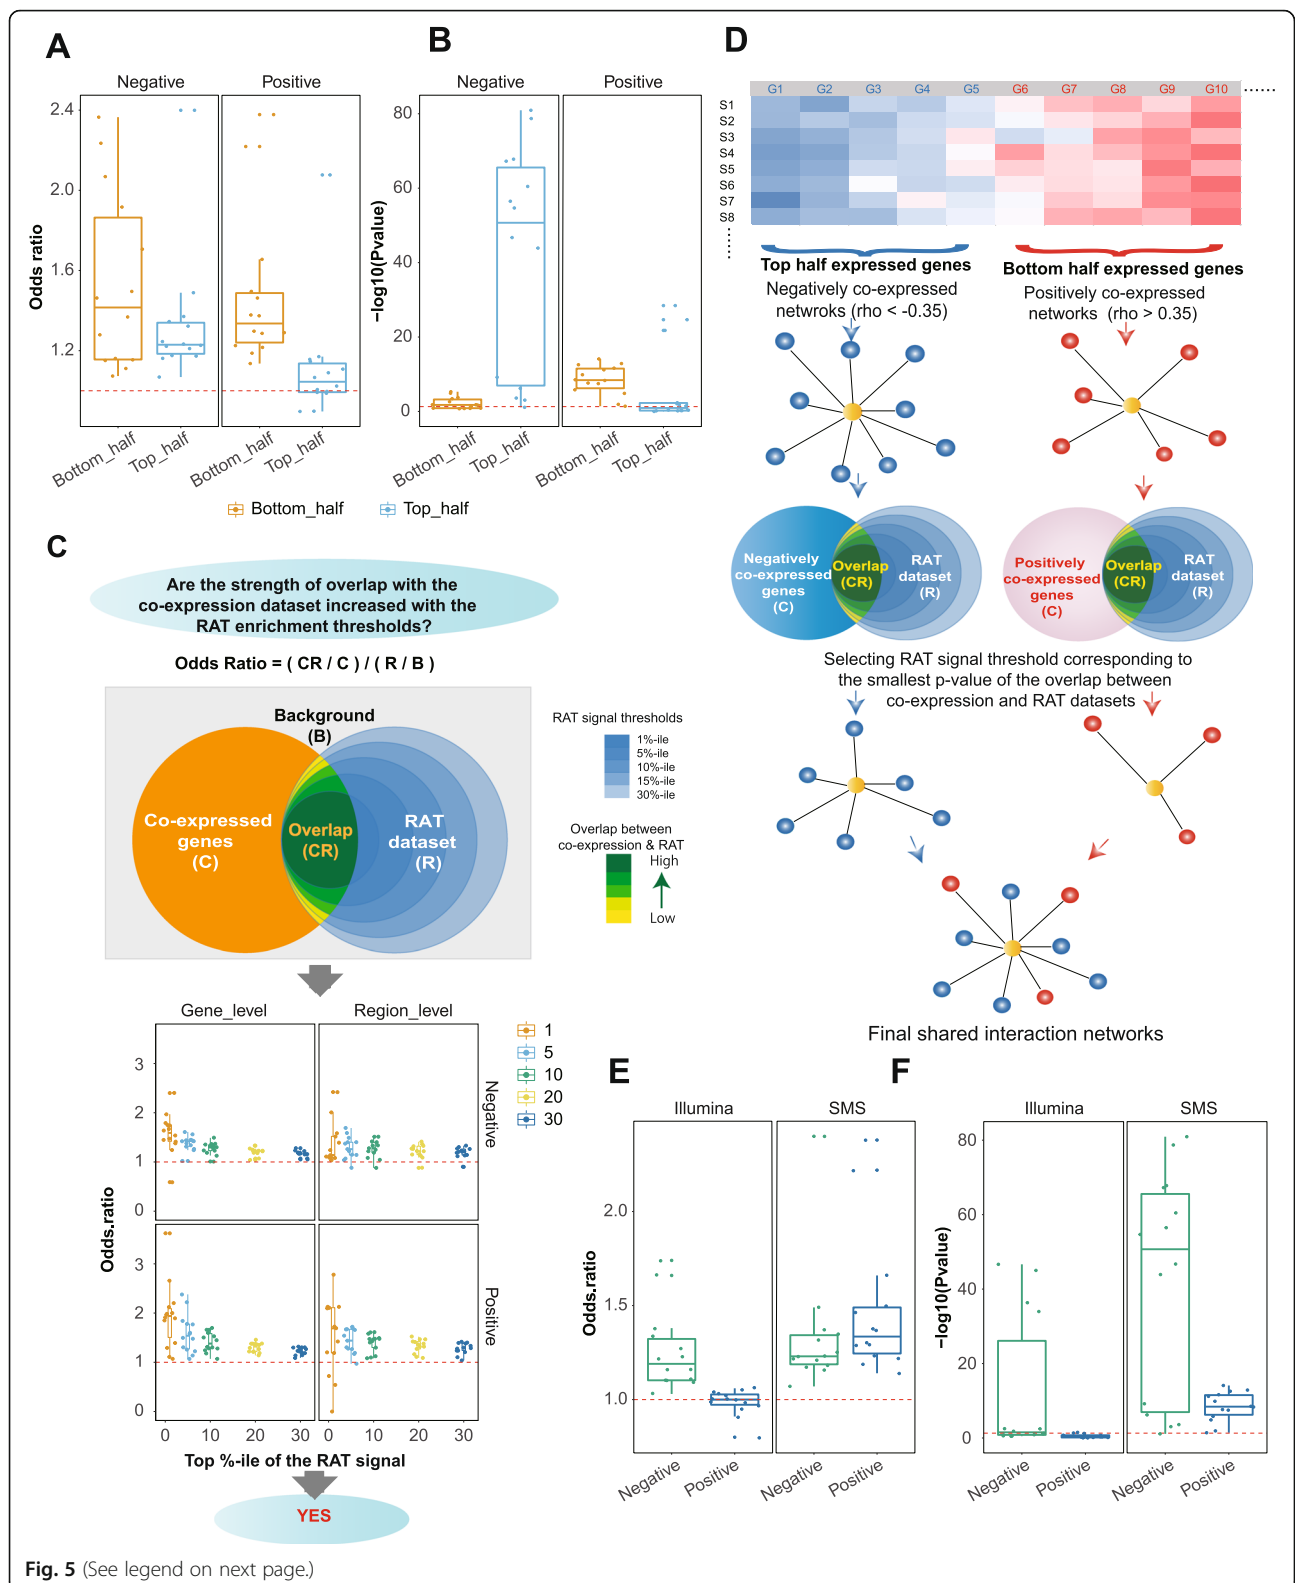 A
Negative
Positive
Odds ratio
2.4
2.0
1.6
1.2
Bottom_half
Top_half
Bottom_half
Top_half
B
Negative
Positive
−log10(Pvalue)
80
60
40
20
0
Bottom_half
Top_half
Bottom_half
Top_half
Bottom_half
Top_half
C
Are the strength of overlap with the
co-expression dataset increased with the
RAT enrichment thresholds?
Odds Ratio = ( CR / C ) / ( R / B )
Background
(B)
Co-expressed
genes
(C)
Overlap
(CR)
RAT
dataset
(R)
RAT signal thresholds
1%-ile
5%-ile
10%-ile
15%-ile
30%-ile
Overlap between
co-expression & RAT
High
Low
Gene_level
Region_level
Negative
Positive
Odds.ratio
3
2
1
0
3
2
1
0
0
10
20
30
0
10
20
30
Top %-ile of the RAT signal
1
5
10
20
30
YES
D
G1 G2 G3 G4 G5 G6 G7 G8 G9 G10 ......
S1
S2
S3
S4
S5
S6
S7
S8
Top half expressed genes
Negatively co-expressed
netwroks (rho < -0.35)
Bottom half expressed genes
Positively co-expressed
networks (rho > 0.35)
Negatively
co-expressed
genes
(C)
Overlap
(CR)
RAT
dataset
(R)
Positively
co-expressed
genes
(C)
Overlap
(CR)
RAT
dataset
(R)
Selecting RAT signal threshold corresponding to
the smallest p-value of the overlap between
co-expression and RAT datasets
Final shared interaction networks
E
Illumina
SMS
Odds.ratio
2.0
1.5
1.0
Negative
Positive
Negative
Positive
F
Illumina
SMS
−log10(Pvalue)
80
60
40
20
0
Negative
Positive
Negative
Positive
Fig. 5 (See legend on next page.)